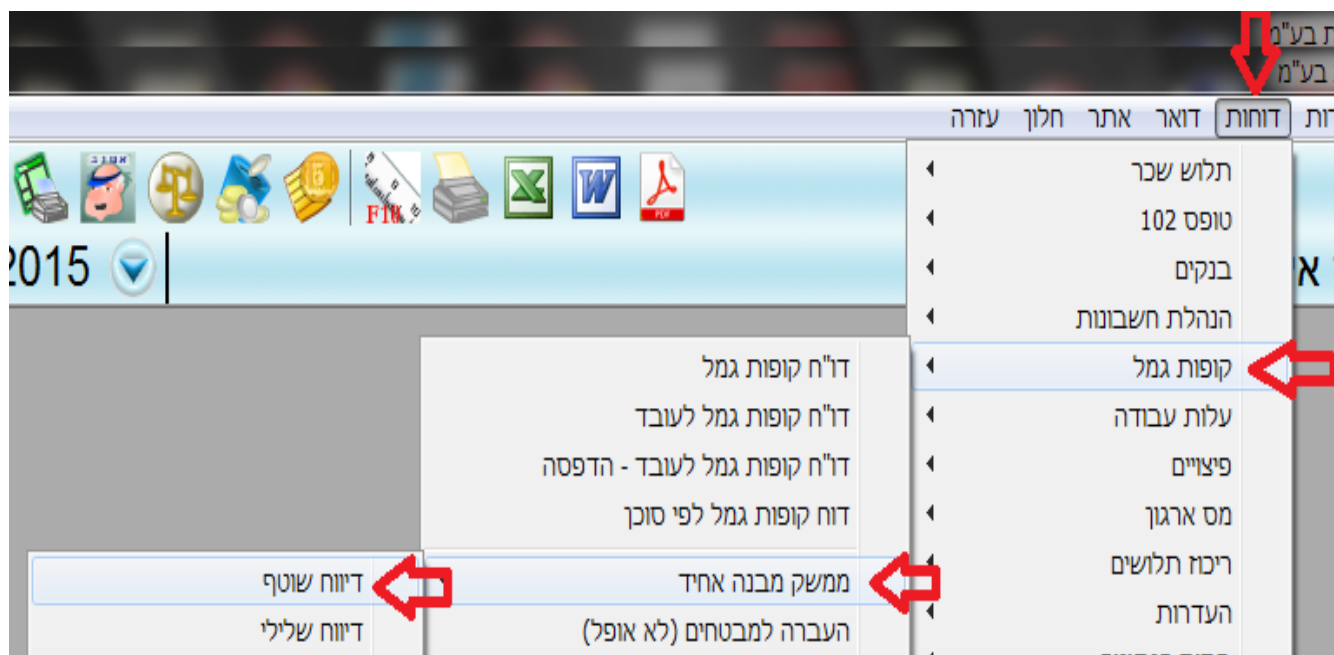 ת בע"מ
בע"מ
דוחות דואר אתר חלון עזרה
F10
PDF
2015
תלוש שכר
טופס 102
בנקים
הנהלת חשבונות
קופות גמל
עלות עבודה
פיצויים
מס ארגון
ריכוז תלושים
העדרות
דו"ח קופות גמל
דו"ח קופות גמל לעובד
דו"ח קופות גמל לעובד - הדפסה
דוח קופות גמל לפי סוכן
ממשק מבנה אחיד
העברה למבטחים (לא אופל)
דיווח שוטף
דיווח שלילי